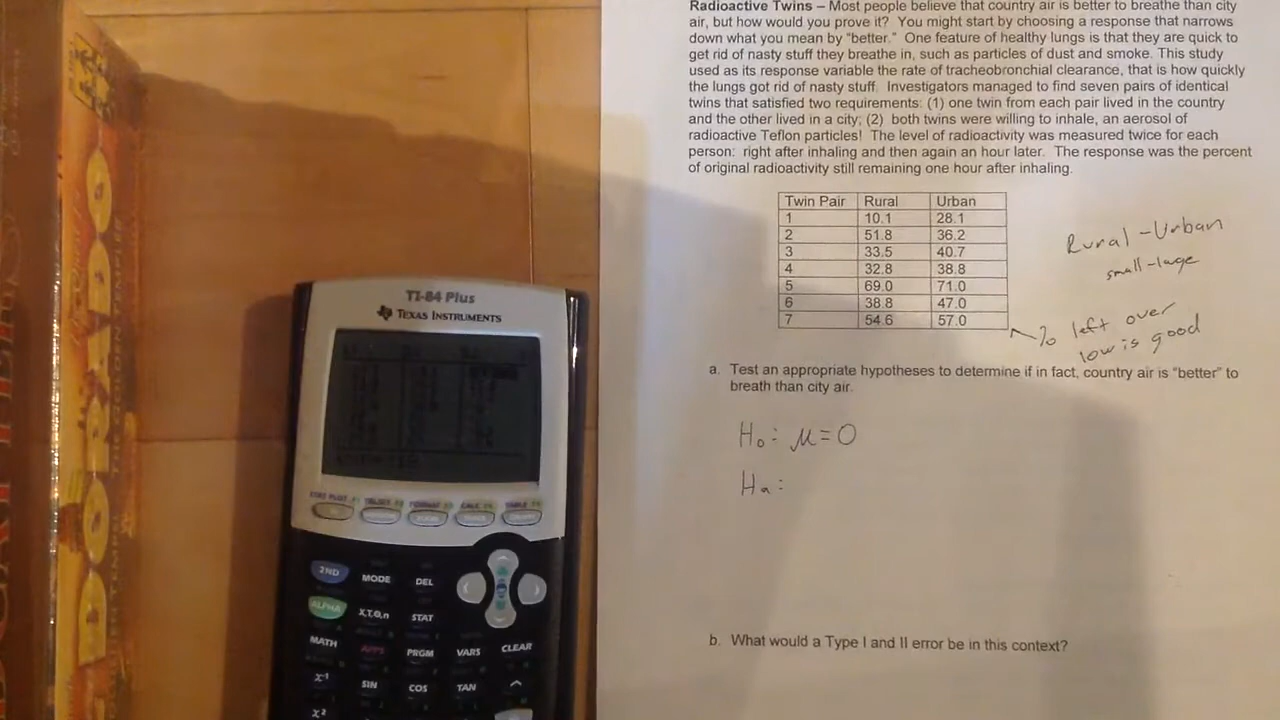 Radioactive Twins – Most people believe that country air is better to breathe than city
air, but how would you prove it? You might start by choosing a response that narrows
down what you mean by "better." One feature of healthy lungs is that they are quick to
get rid of nasty stuff they breathe in, such as particles of dust and smoke. This study
used as its response variable the rate of tracheobronchial clearance, that is how quickly
the lungs got rid of nasty stuff. Investigators managed to find seven pairs of identical
twins that satisfied two requirements: (1) one twin from each pair lived in the country
and the other lived in a city; (2) both twins were willing to inhale, an aerosol of
radioactive Teflon particles! The level of radioactivity was measured twice for each
person: right after inhaling and then again an hour later. The response was the percent
of original radioactivity still remaining one hour after inhaling.
Twin Pair Rural Urban
1 10.1 28.1
2 51.8 36.2
3 33.5 40.7
4 32.8 38.8
5 69.0 71.0
6 38.8 47.0
7 54.6 57.0
Rural - Urban
small - large
% left over
low is good
a. Test an appropriate hypotheses to determine if in fact, country air is "better" to
breath than city air.
H₀: μ = 0
Hₐ:
b. What would a Type I and II error be in this context?
TI-84 Plus
TEXAS INSTRUMENTS
2ND MODE DEL
ALPHA X,T,θ,n STAT
MATH APPS PRGM VARS CLEAR
x⁻¹ SIN COS TAN
x²
DORADO
THE GOLDEN TEMPLE